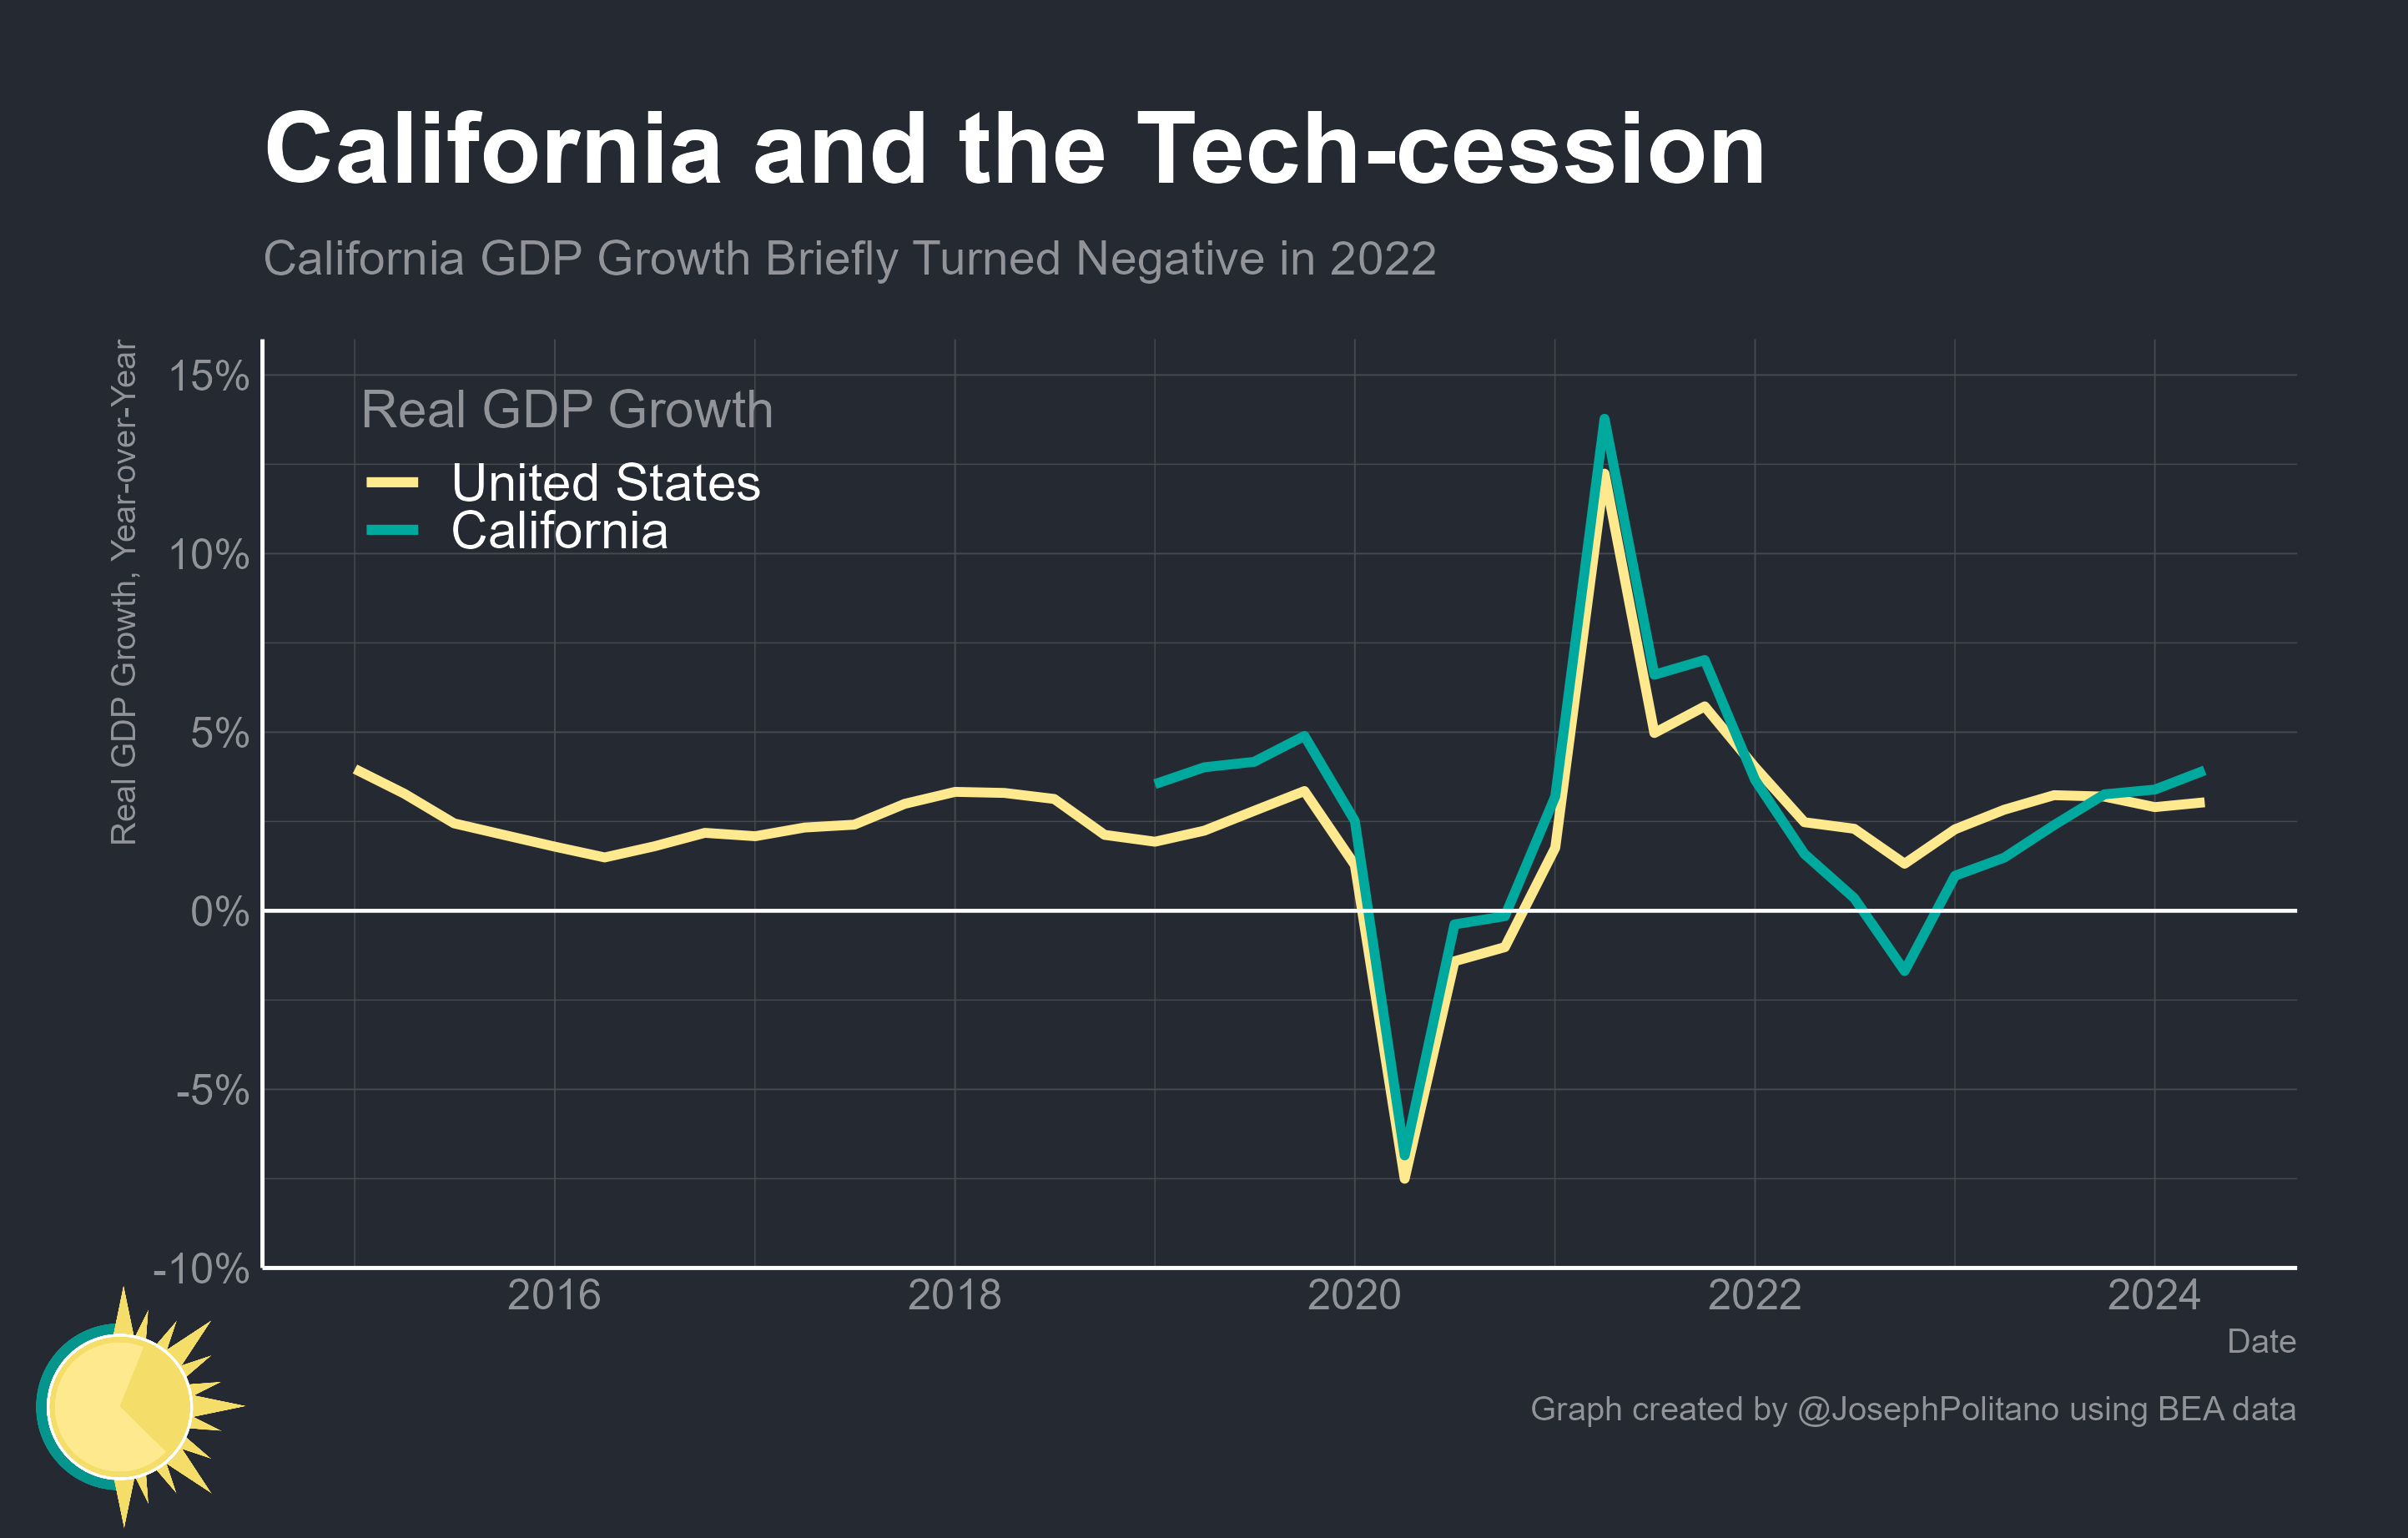 California and the Tech-cession
California GDP Growth Briefly Turned Negative in 2022
Real GDP Growth, Year-over-Year
15%
10%
5%
0%
-5%
-10%
Real GDP Growth
United States
California
2016
2018
2020
2022
2024
Date
Graph created by @JosephPolitano using BEA data